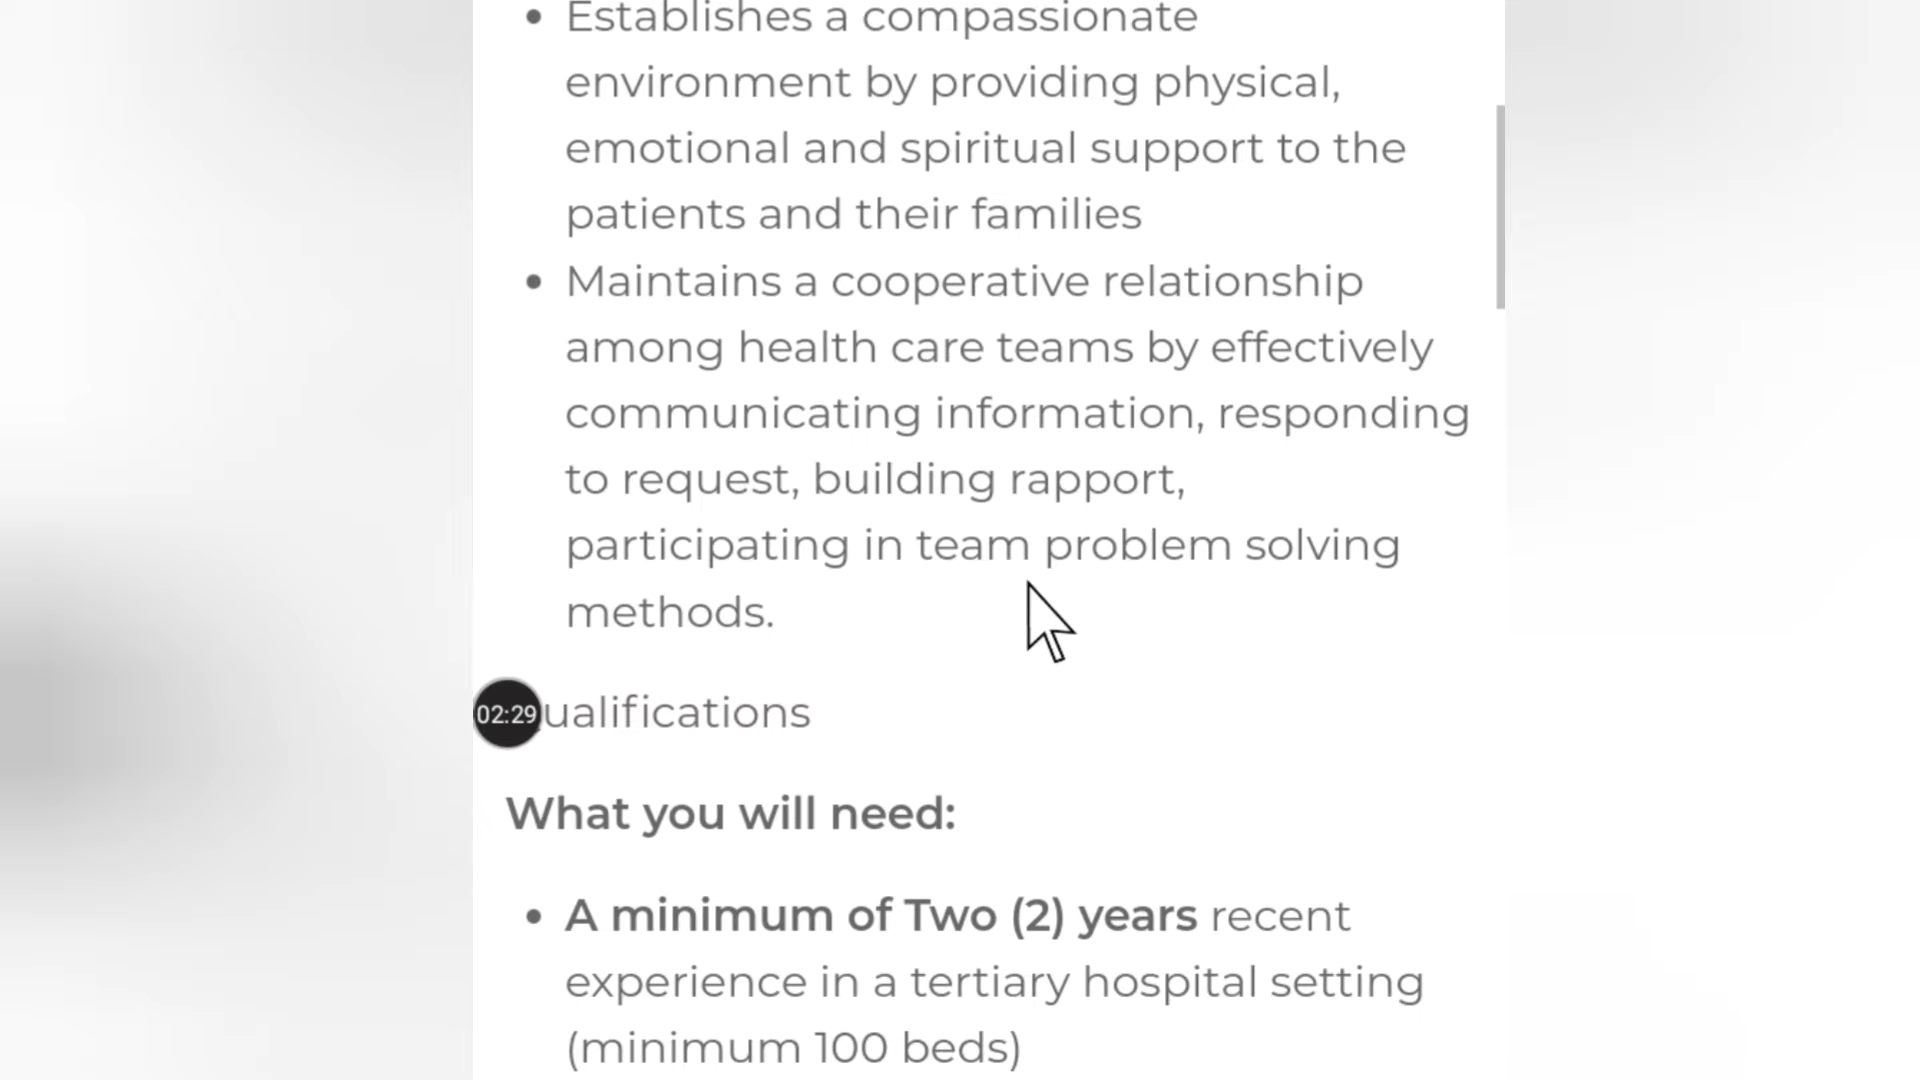 Establishes a compassionate
environment by providing physical,
emotional and spiritual support to the
patients and their families
Maintains a cooperative relationship
among health care teams by effectively
communicating information, responding
to request, building rapport,
participating in team problem solving
methods.
02:29
ualifications
What you will need:
A minimum of Two (2) years recent
experience in a tertiary hospital setting
(minimum 100 beds)